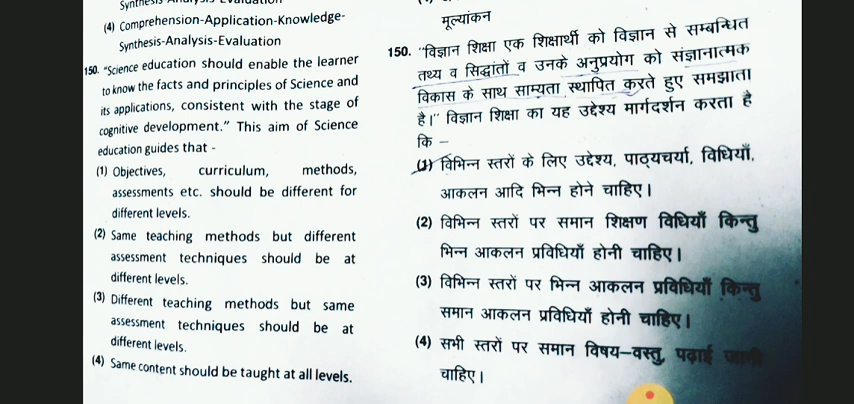 Synthesis-Analysis-Evaluation
(4) Comprehension-Application-Knowledge-
Synthesis-Analysis-Evaluation
150. "Science education should enable the learner
to know the facts and principles of Science and
its applications, consistent with the stage of
cognitive development." This aim of Science
education guides that -
(1) Objectives, curriculum, methods,
assessments etc. should be different for
different levels.
(2) Same teaching methods but different
assessment techniques should be at
different levels.
(3) Different teaching methods but same
assessment techniques should be at
different levels.
(4) Same content should be taught at all levels.
मूल्यांकन
150. "विज्ञान शिक्षा एक शिक्षार्थी को विज्ञान से सम्बन्धित
तथ्य व सिद्धांतों व उनके अनुप्रयोग को संज्ञानात्मक
विकास के साथ साम्यता स्थापित करते हुए समझाता
है।" विज्ञान शिक्षा का यह उद्देश्य मार्गदर्शन करता है
कि –
(1) विभिन्न स्तरों के लिए उद्देश्य, पाठ्यचर्या, विधियाँ,
आकलन आदि भिन्न होने चाहिए।
(2) विभिन्न स्तरों पर समान शिक्षण विधियाँ किन्तु
भिन्न आकलन प्रविधियाँ होनी चाहिए।
(3) विभिन्न स्तरों पर भिन्न आकलन प्रविधियाँ किन्तु
समान आकलन प्रविधियाँ होनी चाहिए।
(4) सभी स्तरों पर समान विषय–वस्तु, पढ़ाई जानी
चाहिए।